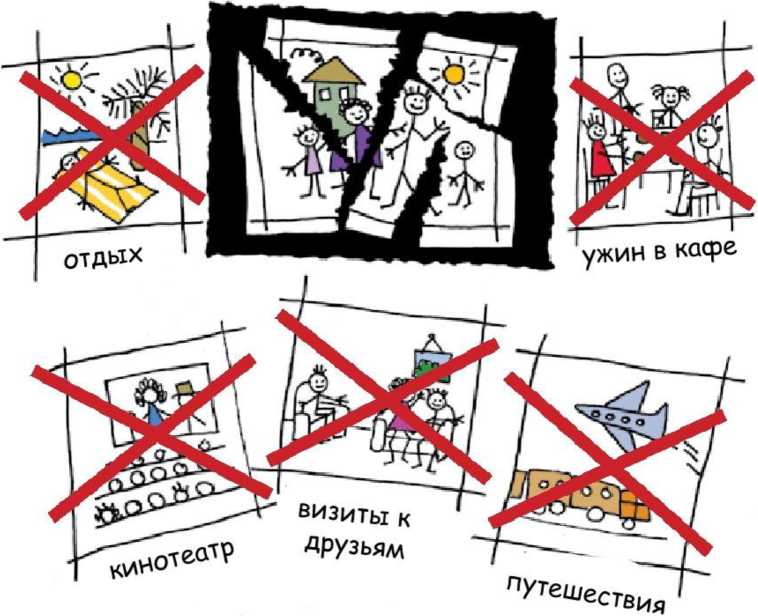 отдых
ужин в кафе
кинотеатр
визиты к
друзьям
путешествия